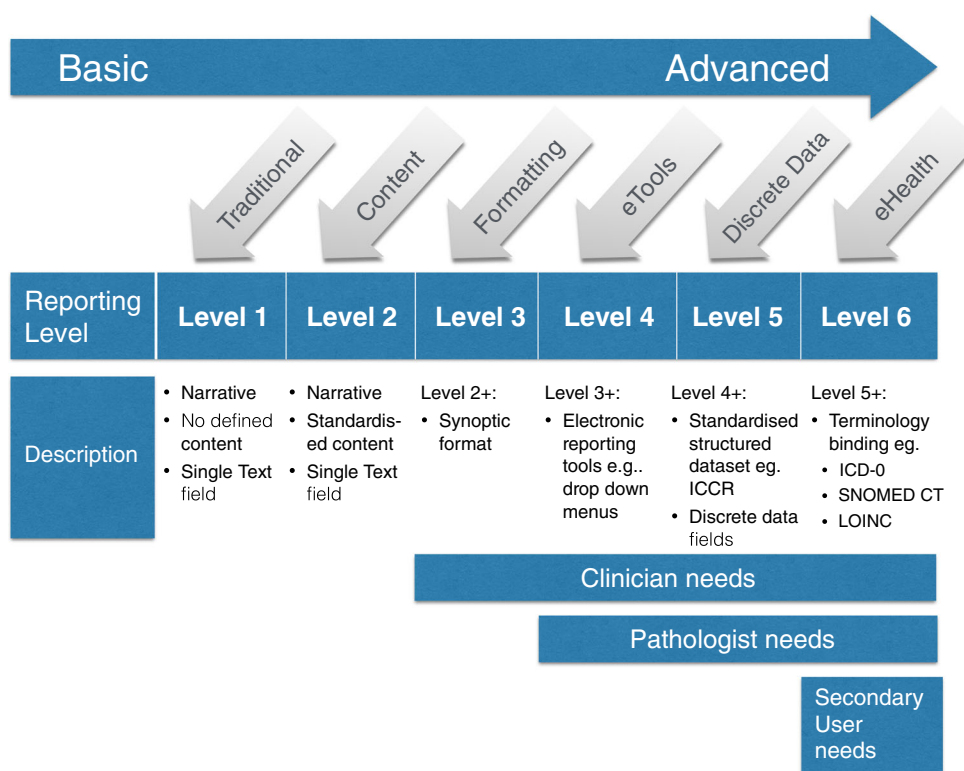 Basic
Advanced
Traditional
Content
Formatting
eTools
Discrete Data
eHealth
Reporting
Level
Level 1
Level 2
Level 3
Level 4
Level 5
Level 6
Description
• Narrative
• No defined
content
• Single Text
field
• Narrative
• Standardis-
ed content
• Single Text
field
Level 2+:
• Synoptic
format
Level 3+:
• Electronic
reporting
tools e.g..
drop down
menus
Level 4+:
• Standardised
structured
dataset eg.
ICCR
• Discrete data
fields
Level 5+:
• Terminology
binding eg.
• ICD-0
• SNOMED CT
• LOINC
Clinician needs
Pathologist needs
Secondary
User
needs